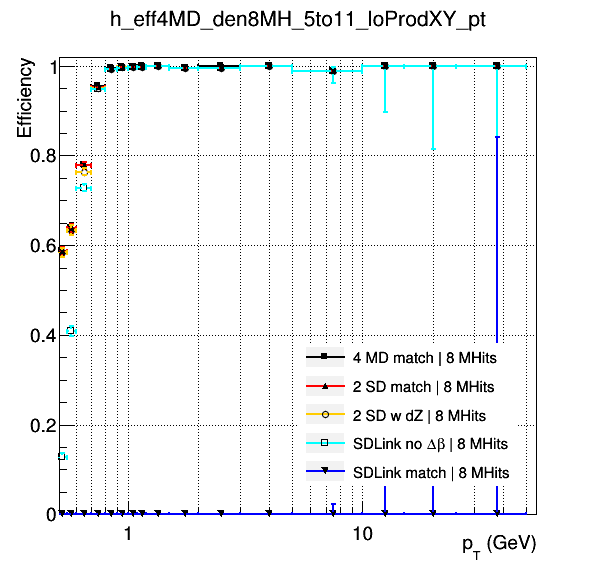 h_eff4MD_den8MH_5to11_loProdXY_pt
Efficiency
1
0.8
0.6
0.4
0.2
0
4 MD match | 8 MHits
2 SD match | 8 MHits
2 SD w dZ | 8 MHits
SDLink no Δβ | 8 MHits
SDLink match | 8 MHits
1
10
p_T (GeV)